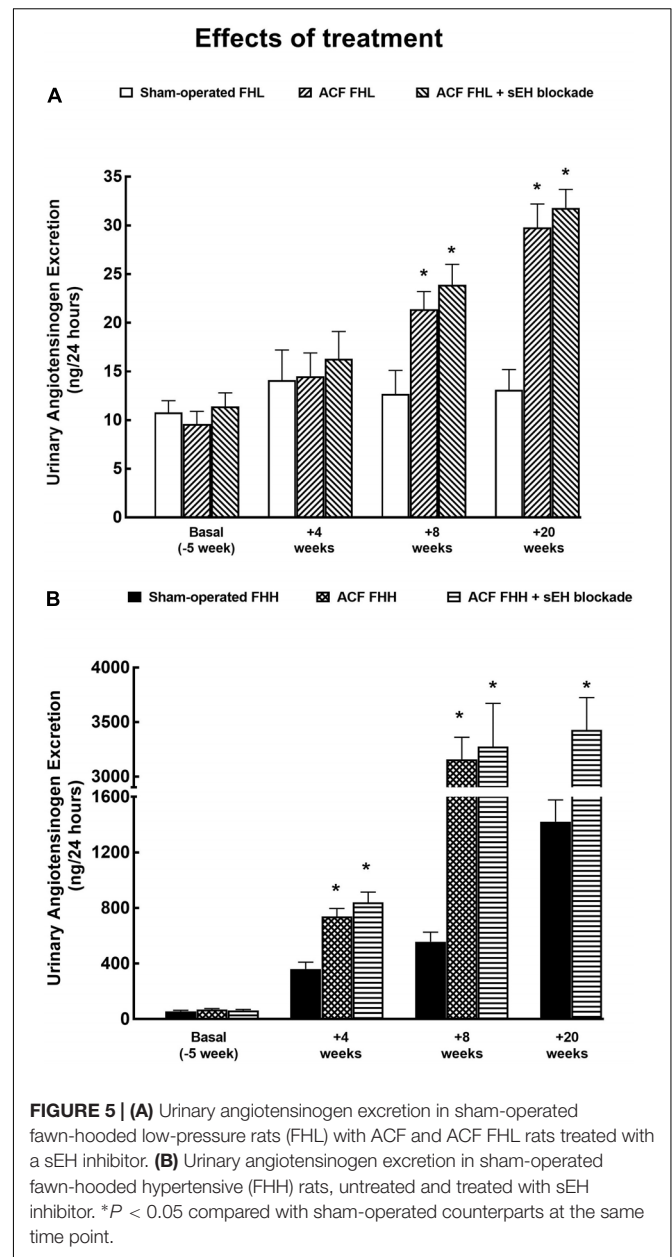 Effects of treatment
A
Sham-operated FHL ACF FHL ACF FHL + sEH blockade
Urinary Angiotensinogen Excretion
(ng/24 hours)
35
30
25
20
15
10
5
0
* *
* *
Basal
(-5 week)
+4
weeks
+8
weeks
+20
weeks
B
Sham-operated FHH ACF FHH ACF FHH + sEH blockade
Urinary Angiotensinogen Excretion
(ng/24 hours)
4000
3500
3000
1600
1200
800
400
0
* *
* *
*
Basal
(-5 week)
+4
weeks
+8
weeks
+20
weeks
FIGURE 5 | (A) Urinary angiotensinogen excretion in sham-operated
fawn-hooded low-pressure rats (FHL) with ACF and ACF FHL rats treated with
a sEH inhibitor. (B) Urinary angiotensinogen excretion in sham-operated
fawn-hooded hypertensive (FHH) rats, untreated and treated with sEH
inhibitor. *P < 0.05 compared with sham-operated counterparts at the same
time point.